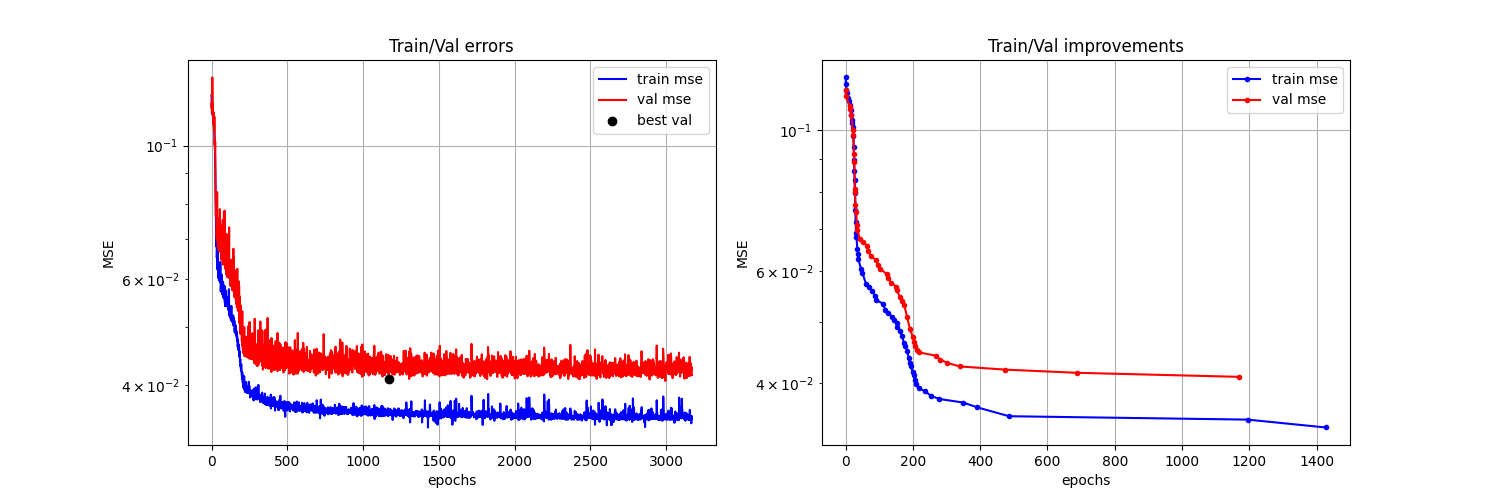 Train/Val errors
train mse
val mse
best val
10⁻¹
6 × 10⁻²
4 × 10⁻²
MSE
0 500 1000 1500 2000 2500 3000
epochs
Train/Val improvements
train mse
val mse
10⁻¹
6 × 10⁻²
4 × 10⁻²
MSE
0 200 400 600 800 1000 1200 1400
epochs